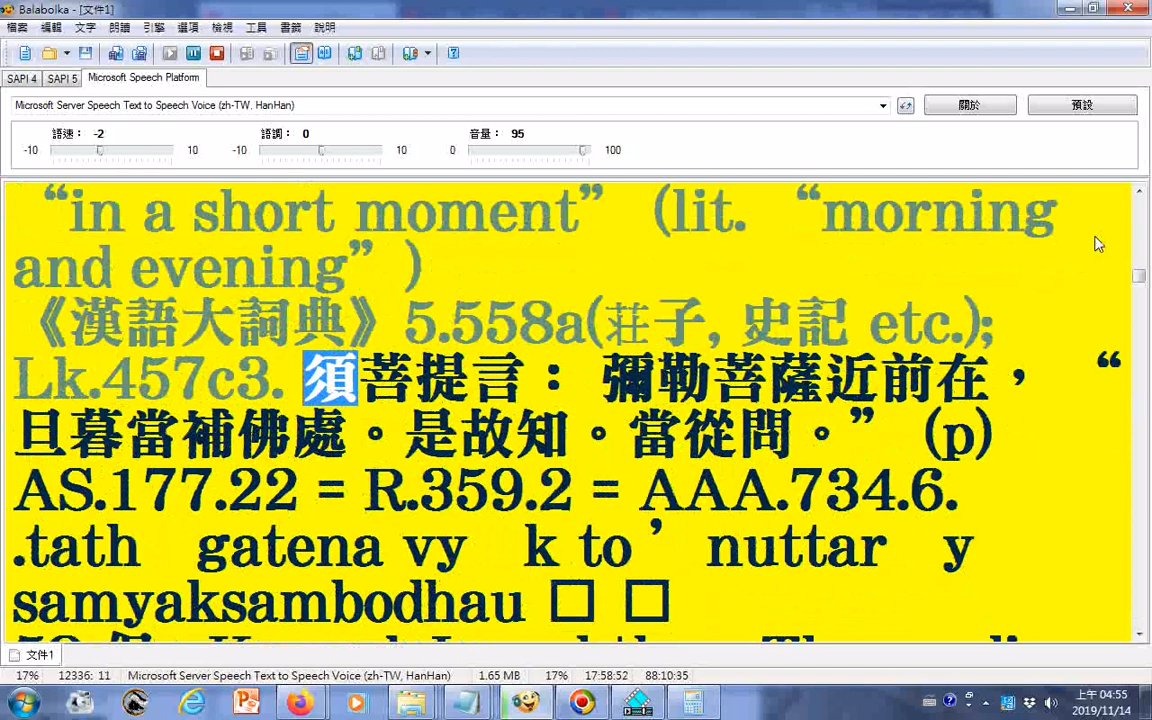 Balabolka - [文件1]
檔案 編輯 文字 朗讀 引擎 選項 檢視 工具 書籤 說明
SAPI 4 SAPI 5 Microsoft Speech Platform
Microsoft Server Speech Text to Speech Voice (zh-TW, HanHan) 關於 預設
語速： -2 語調： 0 音量： 95
-10 10 -10 10 0 100
“in a short moment” (lit. “morning
and evening”)
《漢語大詞典》5.558a(莊子, 史記 etc.);
Lk.457c3. 須菩提言：彌勒菩薩近前在，“
旦暮當補佛處。是故知。當從問。” (p)
AS.177.22 = R.359.2 = AAA.734.6.
.tath gatena vy k to ’ nuttar y
samyaksambodhau □ □
文件1
17% 12336: 11 Microsoft Server Speech Text to Speech Voice (zh-TW, HanHan) 1.65 MB 17% 17:58:52 88:10:35
上午 04:55
2019/11/14